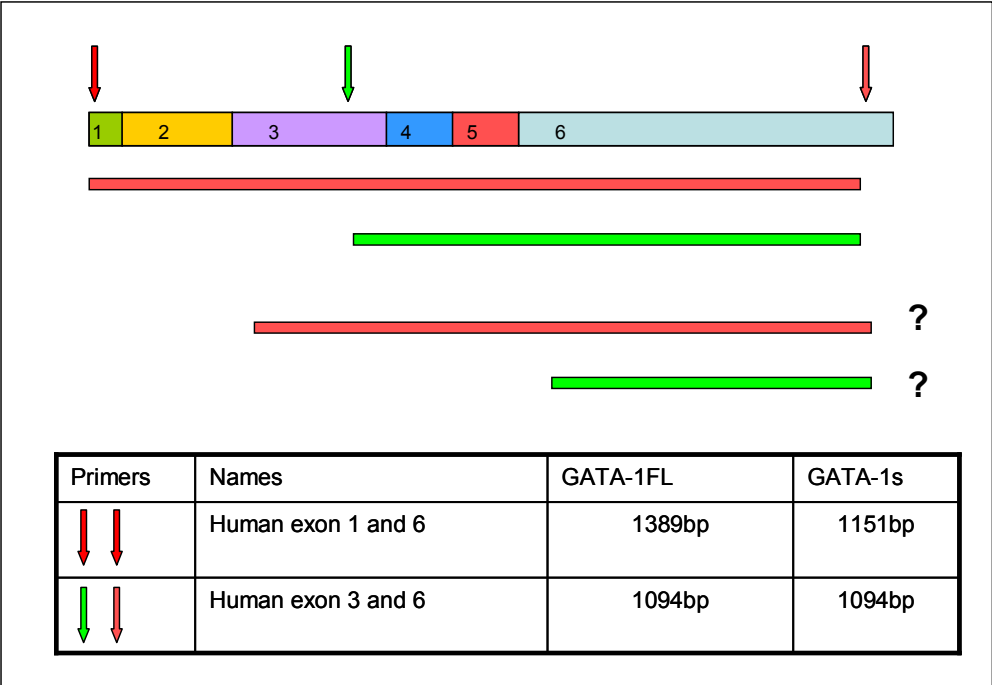 1 2 3 4 5 6
?
?
Primers Names GATA-1FL GATA-1s
Human exon 1 and 6 1389bp 1151bp
Human exon 3 and 6 1094bp 1094bp